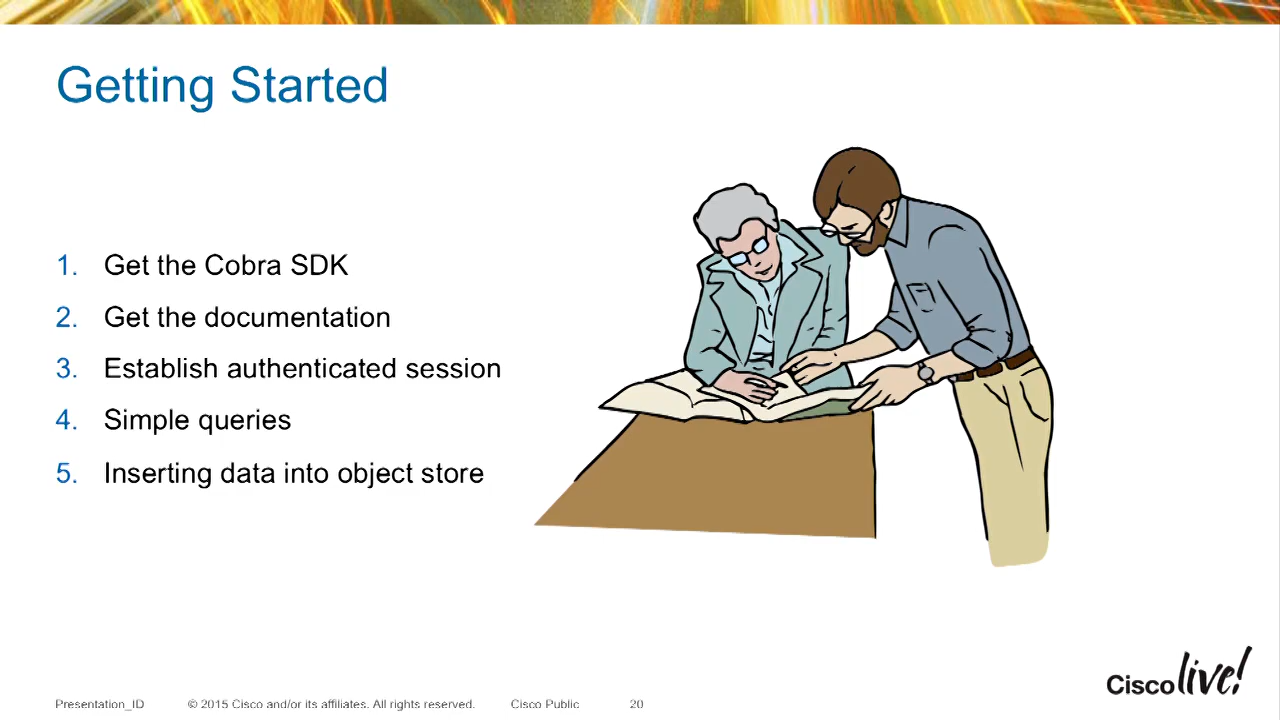 Getting Started
1. Get the Cobra SDK
2. Get the documentation
3. Establish authenticated session
4. Simple queries
5. Inserting data into object store
Cisco live!
Presentation_ID © 2015 Cisco and/or its affiliates. All rights reserved. Cisco Public 20